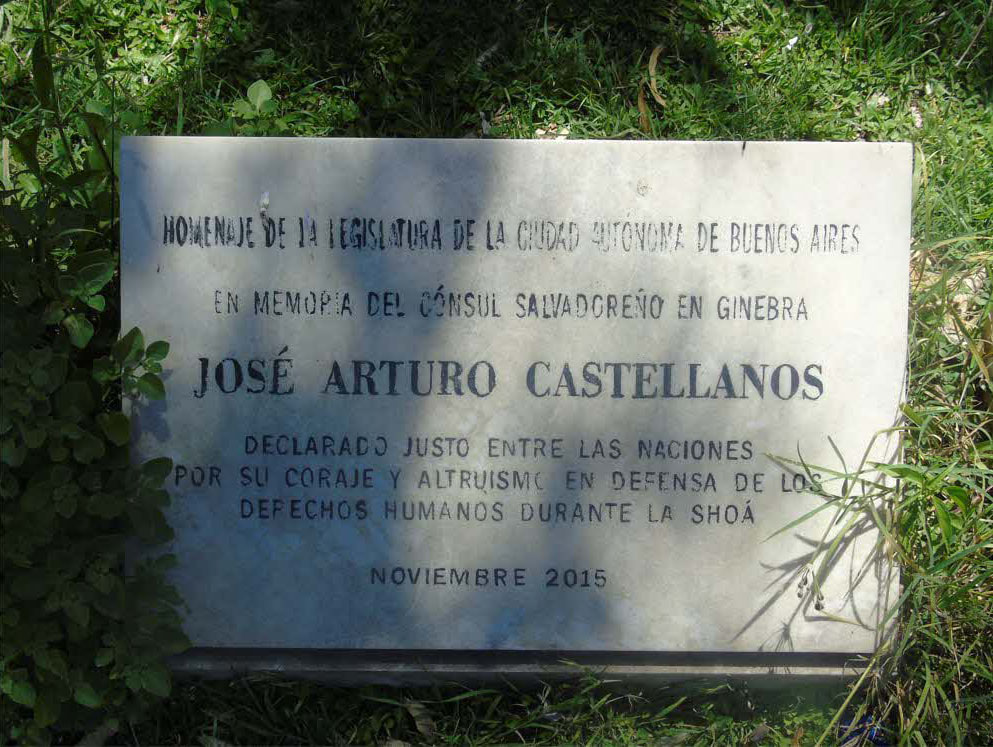 HOMENAJE DE LA LEGISLATURA DE LA CIUDAD AUTÓNOMA DE BUENOS AIRES
EN MEMORIA DEL CÓNSUL SALVADOREÑO EN GINEBRA
JOSÉ ARTURO CASTELLANOS
DECLARADO JUSTO ENTRE LAS NACIONES
POR SU CORAJE Y ALTRUISMO EN DEFENSA DE LOS
DERECHOS HUMANOS DURANTE LA SHOÁ
NOVIEMBRE 2015